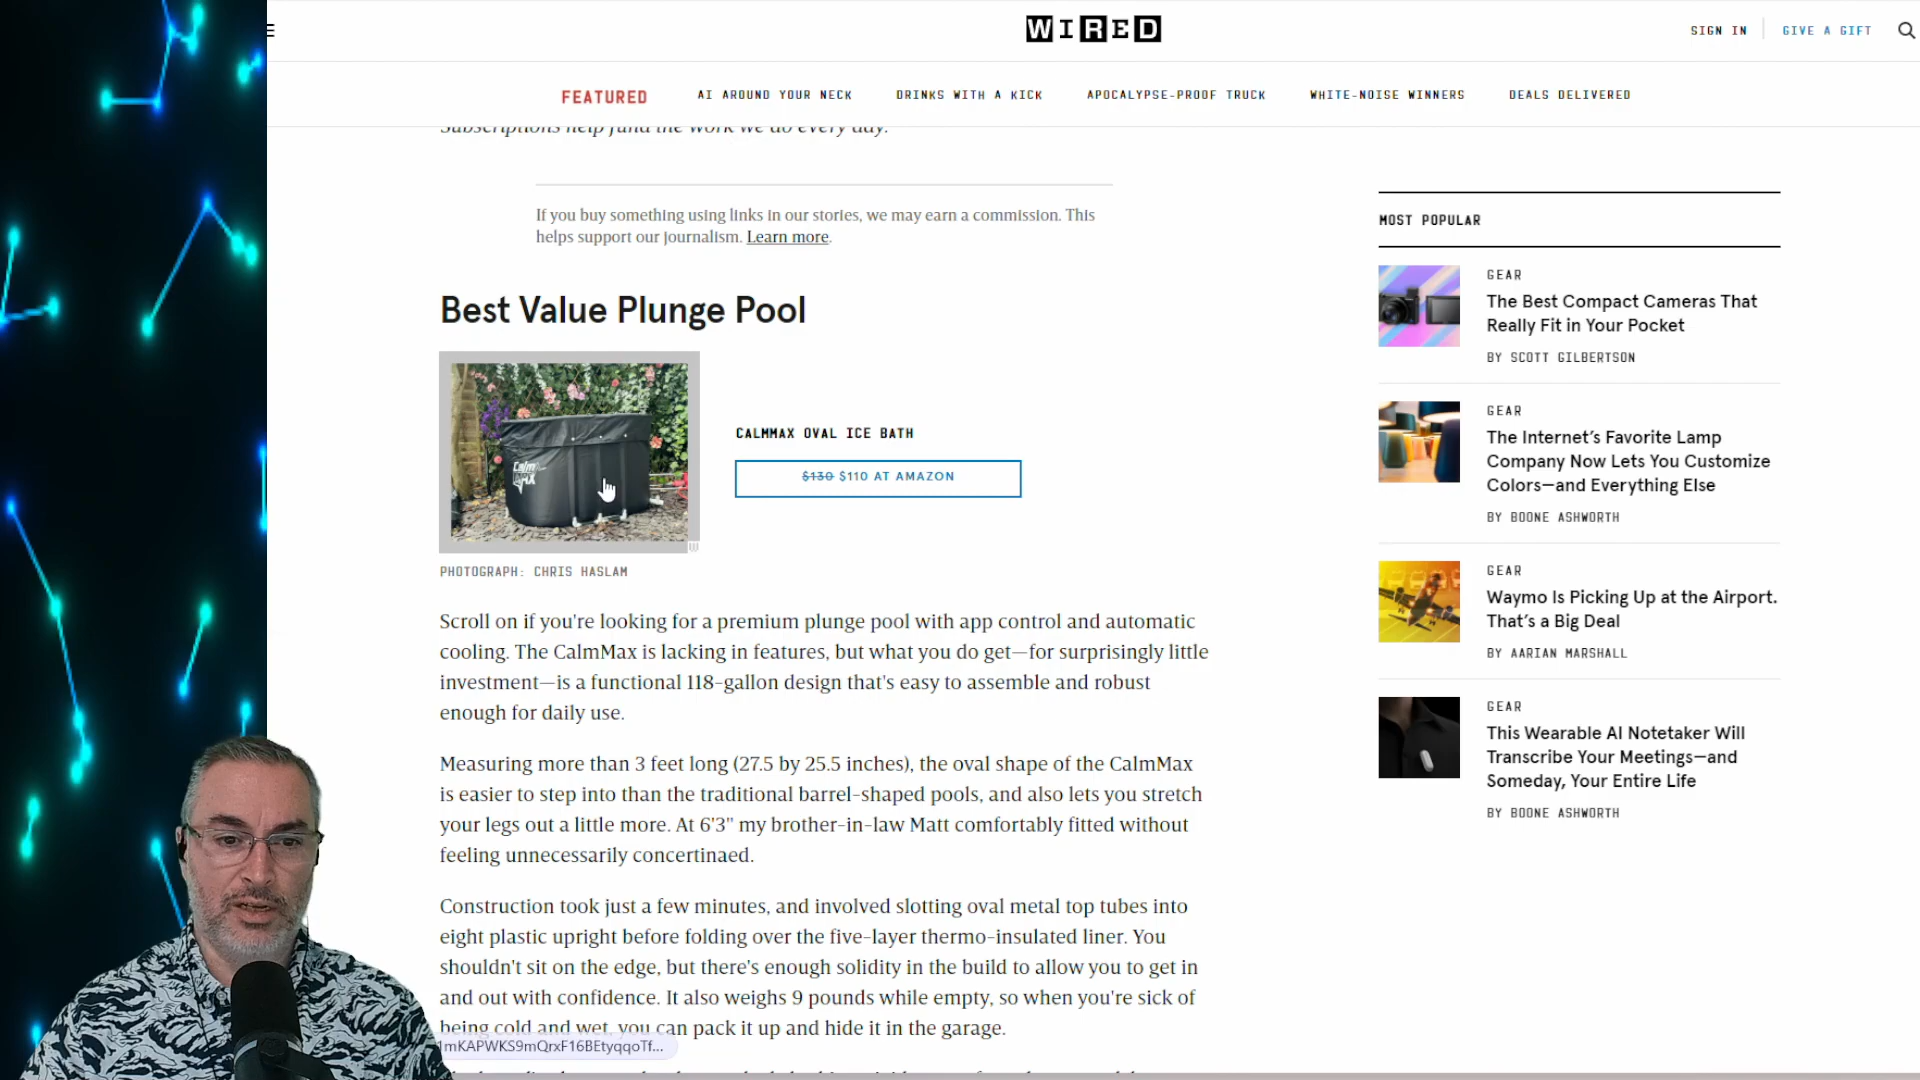 WIRED
SIGN IN
GIVE A GIFT
FEATURED
AI AROUND YOUR NECK
DRINKS WITH A KICK
APOCALYPSE-PROOF TRUCK
WHITE-NOISE WINNERS
DEALS DELIVERED
Subscriptions help fund the work we do every day.
If you buy something using links in our stories, we may earn a commission. This
helps support our journalism. Learn more.
Best Value Plunge Pool
Calm
MX
CALMMAX OVAL ICE BATH
$130 $110 AT AMAZON
PHOTOGRAPH: CHRIS HASLAM
Scroll on if you're looking for a premium plunge pool with app control and automatic
cooling. The CalmMax is lacking in features, but what you do get—for surprisingly little
investment—is a functional 118-gallon design that's easy to assemble and robust
enough for daily use.
Measuring more than 3 feet long (27.5 by 25.5 inches), the oval shape of the CalmMax
is easier to step into than the traditional barrel-shaped pools, and also lets you stretch
your legs out a little more. At 6'3" my brother-in-law Matt comfortably fitted without
feeling unnecessarily concertinaed.
Construction took just a few minutes, and involved slotting oval metal top tubes into
eight plastic upright before folding over the five-layer thermo-insulated liner. You
shouldn't sit on the edge, but there's enough solidity in the build to allow you to get in
and out with confidence. It also weighs 9 pounds while empty, so when you're sick of
being cold and wet, you can pack it up and hide it in the garage.
1mKAPWKS9mQrxF16BEtyqqoTf...
MOST POPULAR
GEAR
The Best Compact Cameras That
Really Fit in Your Pocket
BY SCOTT GILBERTSON
GEAR
The Internet's Favorite Lamp
Company Now Lets You Customize
Colors—and Everything Else
BY BOONE ASHWORTH
GEAR
Waymo Is Picking Up at the Airport.
That's a Big Deal
BY AARIAN MARSHALL
GEAR
This Wearable AI Notetaker Will
Transcribe Your Meetings—and
Someday, Your Entire Life
BY BOONE ASHWORTH